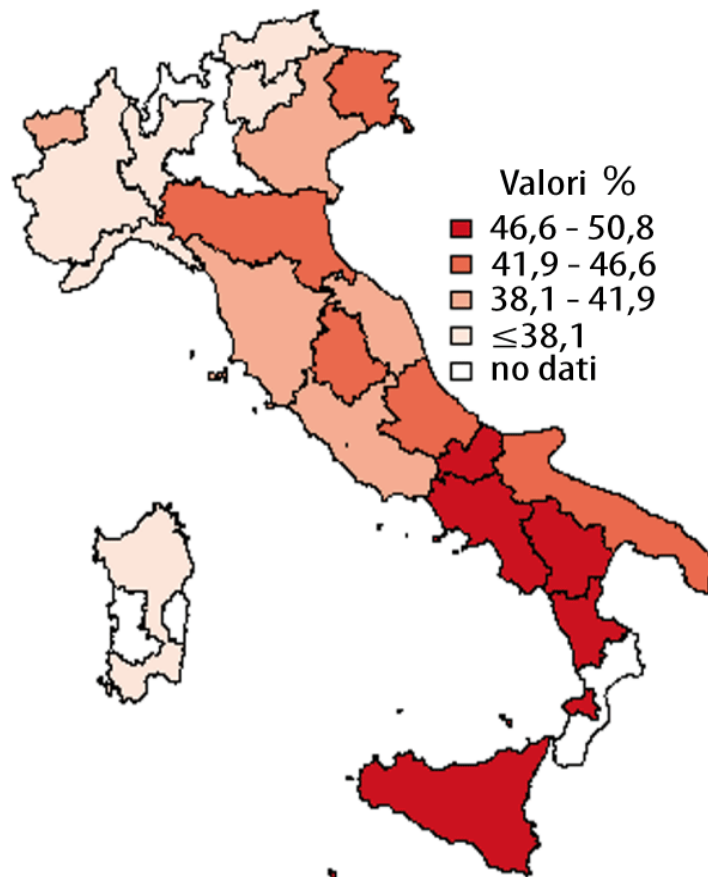 Valori %
46,6 - 50,8
41,9 - 46,6
38,1 - 41,9
≤38,1
no dati